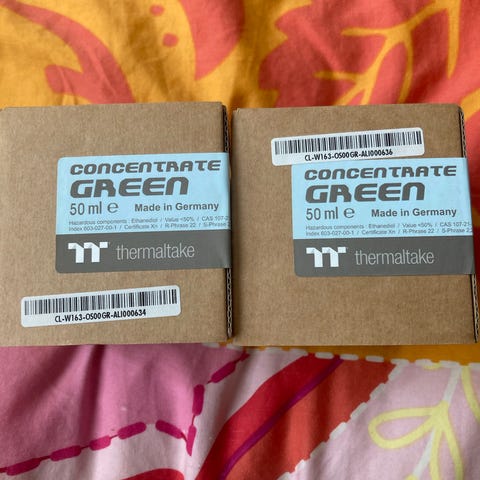 CONCENTRATE
GREEN
50 ml e Made in Germany
Hazardous components : Ethanediol / Value <50% / CAS 107-2
Index 603-027-00-1 / Certificate Xn / R-Phrase 22 / S-Phrase 2
thermaltake
CL-W163-OS00GR-ALI000634
CL-W163-OS00GR-ALI000636
CONCENTRATE
GREEN
50 ml e Made in Germany
Hazardous components : Ethanediol / Value <50% / CAS 107-21-
Index 603-027-00-1 / Certificate Xn / R-Phrase 22 / S-Phrase 2
thermaltake